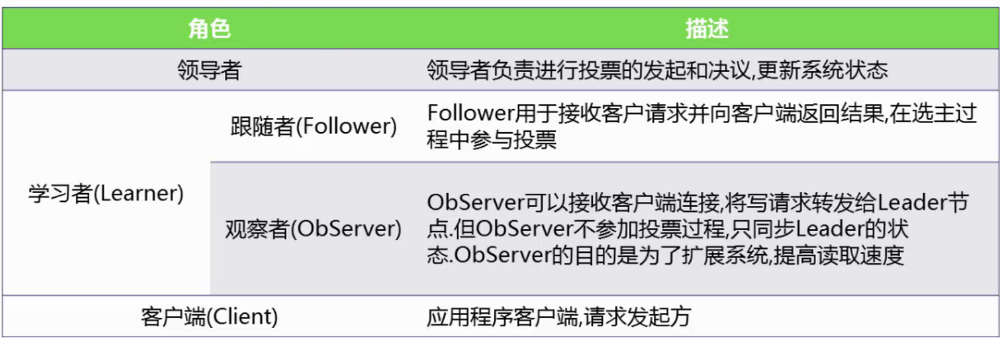 角色
描述
领导者
领导者负责进行投票的发起和决议,更新系统状态
学习者(Learner)
跟随者(Follower)
Follower用于接收客户请求并向客户端返回结果,在选主过
程中参与投票
观察者(ObServer)
ObServer可以接收客户端连接,将写请求转发给Leader节
点.但ObServer不参加投票过程,只同步Leader的状
态.ObServer的目的是为了扩展系统,提高读取速度
客户端(Client)
应用程序客户端,请求发起方